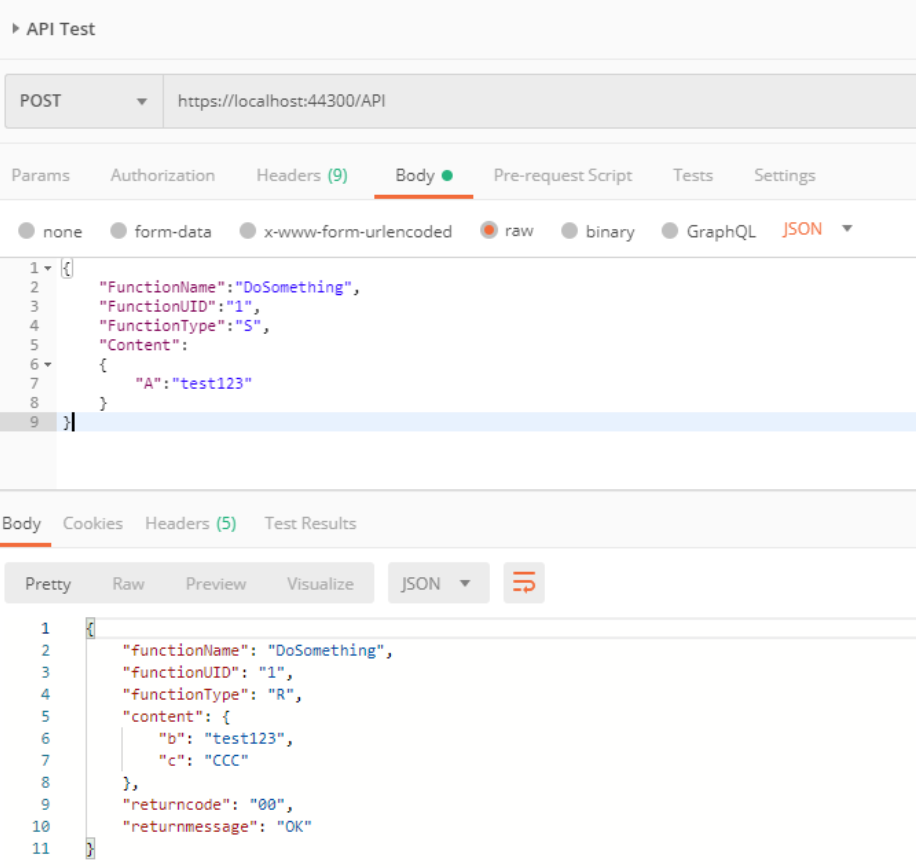 API Test
POST https://localhost:44300/API
Params Authorization Headers (9) Body Pre-request Script Tests Settings
none form-data x-www-form-urlencoded raw binary GraphQL JSON
1 {
2 "FunctionName":"DoSomething",
3 "FunctionUID":"1",
4 "FunctionType":"S",
5 "Content":
6 {
7 "A":"test123"
8 }
9 }
Body Cookies Headers (5) Test Results
Pretty Raw Preview Visualize JSON
1 {
2 "functionName": "DoSomething",
3 "functionUID": "1",
4 "functionType": "R",
5 "content": {
6 "b": "test123",
7 "c": "CCC"
8 },
9 "returncode": "00",
10 "returnmessage": "OK"
11 }